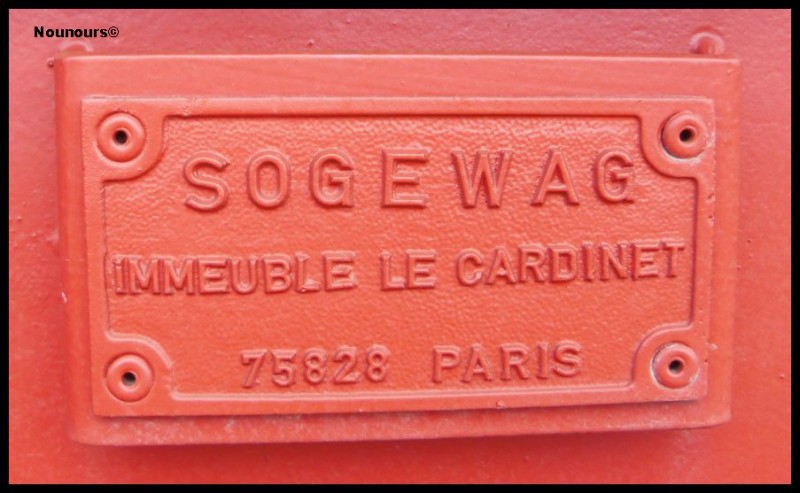 Nounours©
SOGEWAG
IMMEUBLE LE CARDINET
75828 PARIS